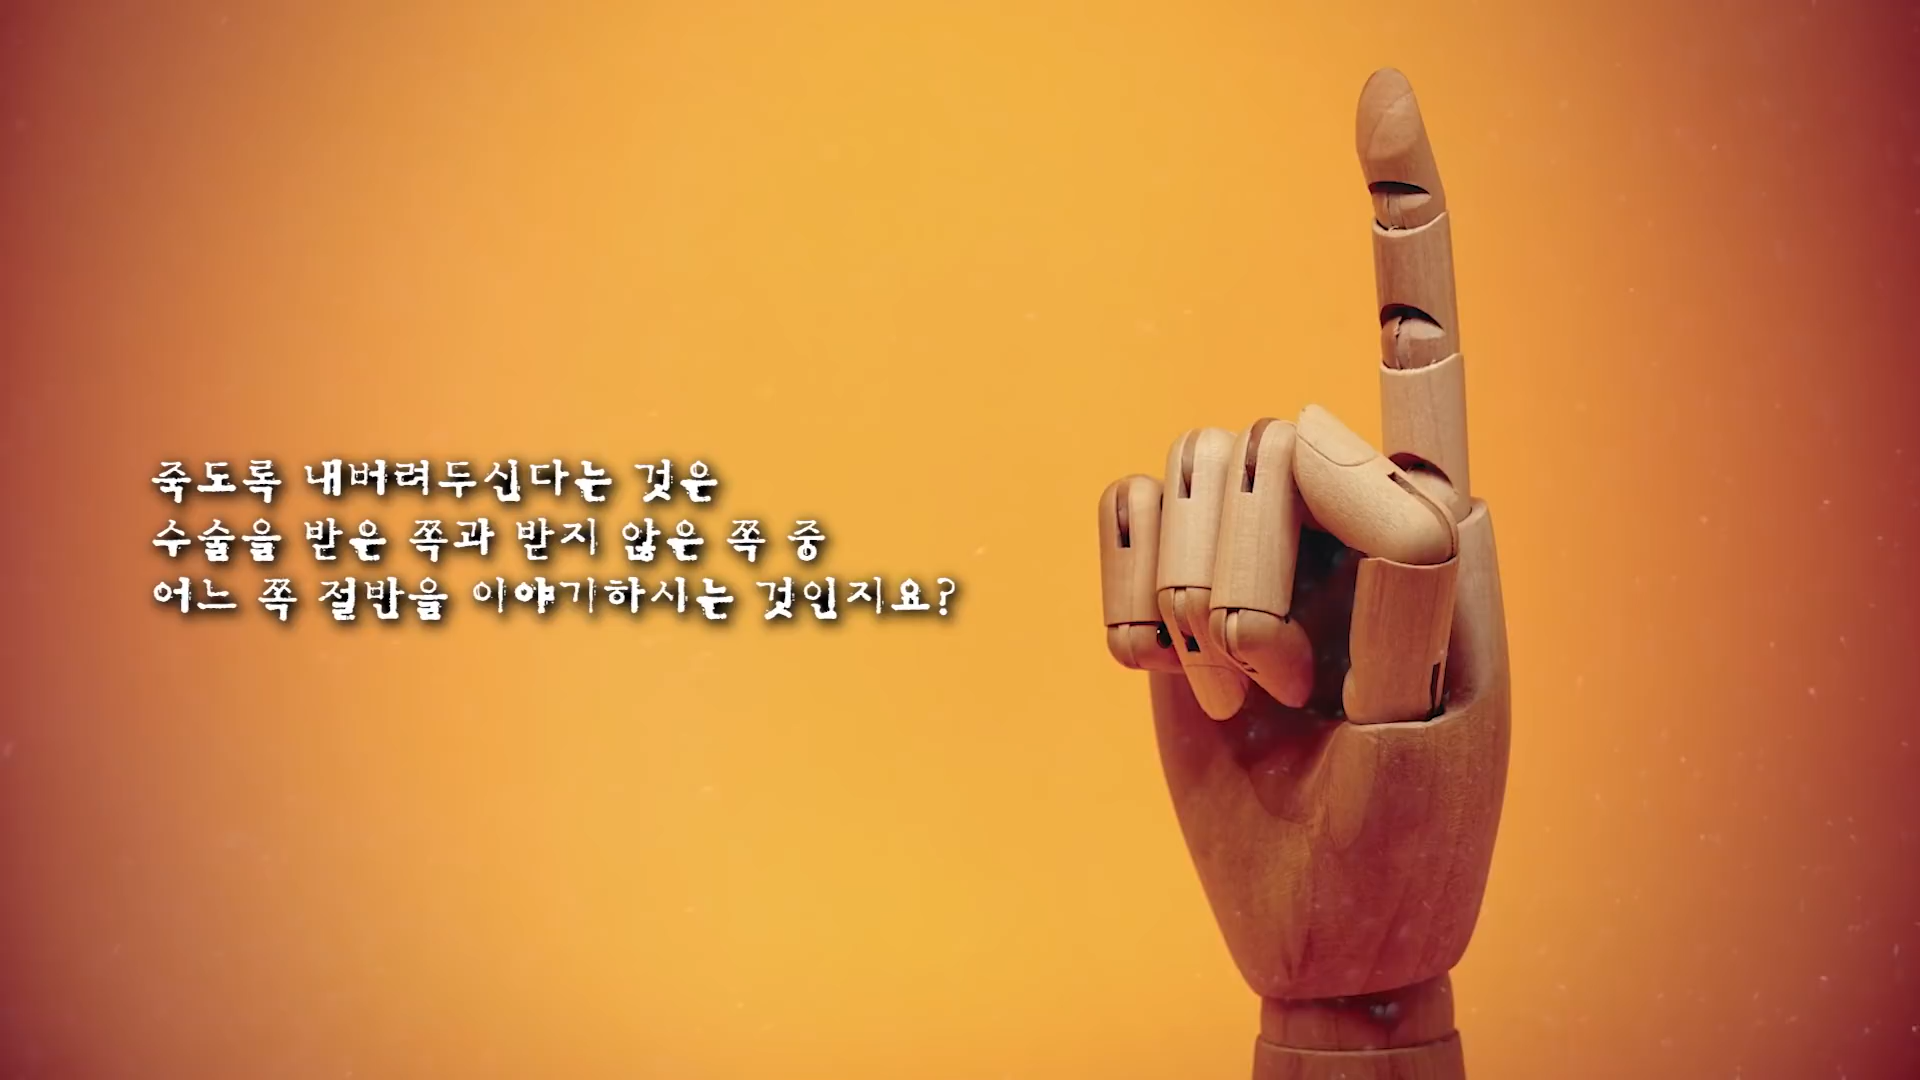 죽도록 내버려두신다는 것은
수술을 받은 쪽과 받지 않은 쪽 중
어느 쪽 절반을 이야기하시는 것인지요?